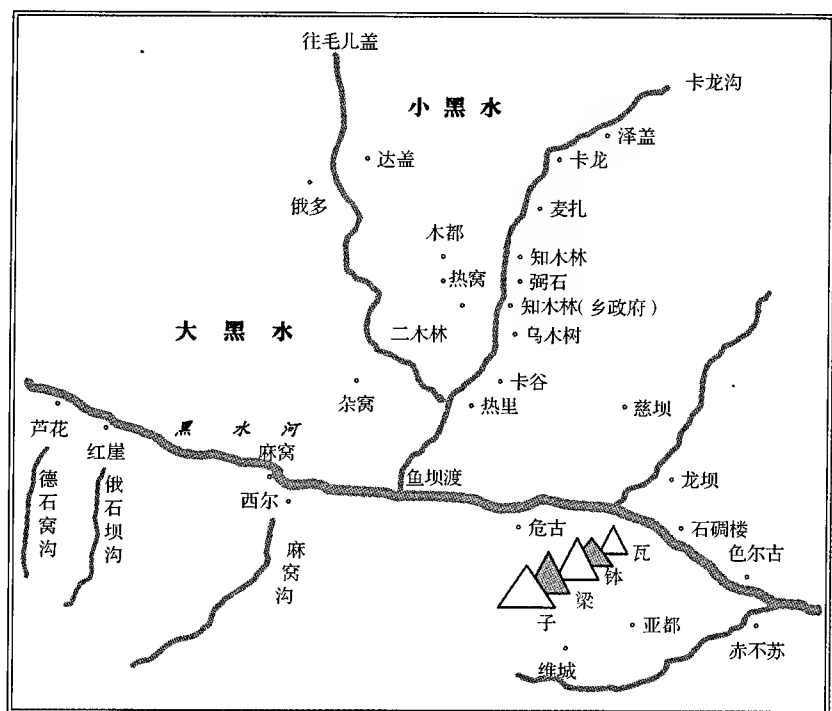 往毛儿盖
小黑水
卡龙沟
泽盖
达盖
卡龙
俄多
麦扎
木都
知木林
热窝
弼石
知木林(乡政府)
大黑水
二木林
乌木树
杂窝
卡谷
热里
慈坝
芦花
黑水河
红崖
麻窝
鱼坝渡
龙坝
德石窝沟
俄石坝沟
西尔
危古
石碉楼
麻窝沟
瓦钵梁子
色尔古
亚都
赤不苏
维城